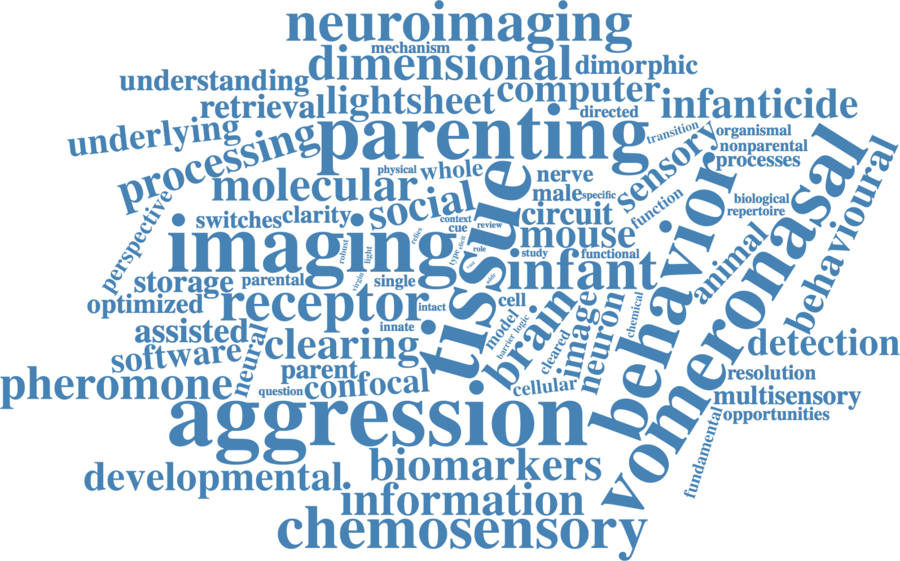 neuroimaging
mechanism
dimensional
dimorphic
understanding
computer
retrieval
lightsheet
infanticide
directed
underlying
parenting
transition
organismal
nonparental
processing
sensory
processes
physical
whole
nerve
molecular
male
specific
social
function
biological
repertoire
switches
clarity
context
cue
review
circuit
perspective
tissue
behavior
vomeronasal
behavioural
imaging
mouse
robust
light
relies
role
study
functional
animal
infant
storage
parental
single
virgin
cell
optimized
receptor
intact
brain
image
neuron
chemical
innate
model
logic
barrier
assisted
software
neural
clearing
cleared
detection
parent
pheromone
question
confocal
cellular
resolution
multisensory
opportunities
fundamental
aggression
developmental.
biomarkers
information
chemosensory